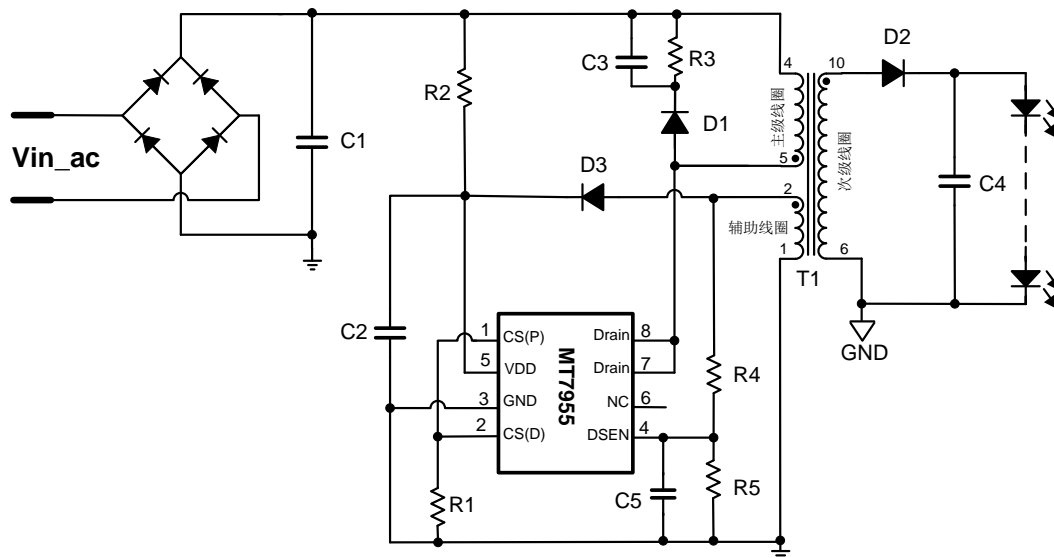 Vin_ac
C1
R2
C3
R3
D1
D3
4
主级线圈
5
2
辅助线圈
1
T1
10
次级线圈
6
D2
C4
GND
C2
1
CS(P)
5
VDD
3
GND
2
CS(D)
MT7955
Drain
8
Drain
7
NC
6
DSEN
4
R1
R4
C5
R5